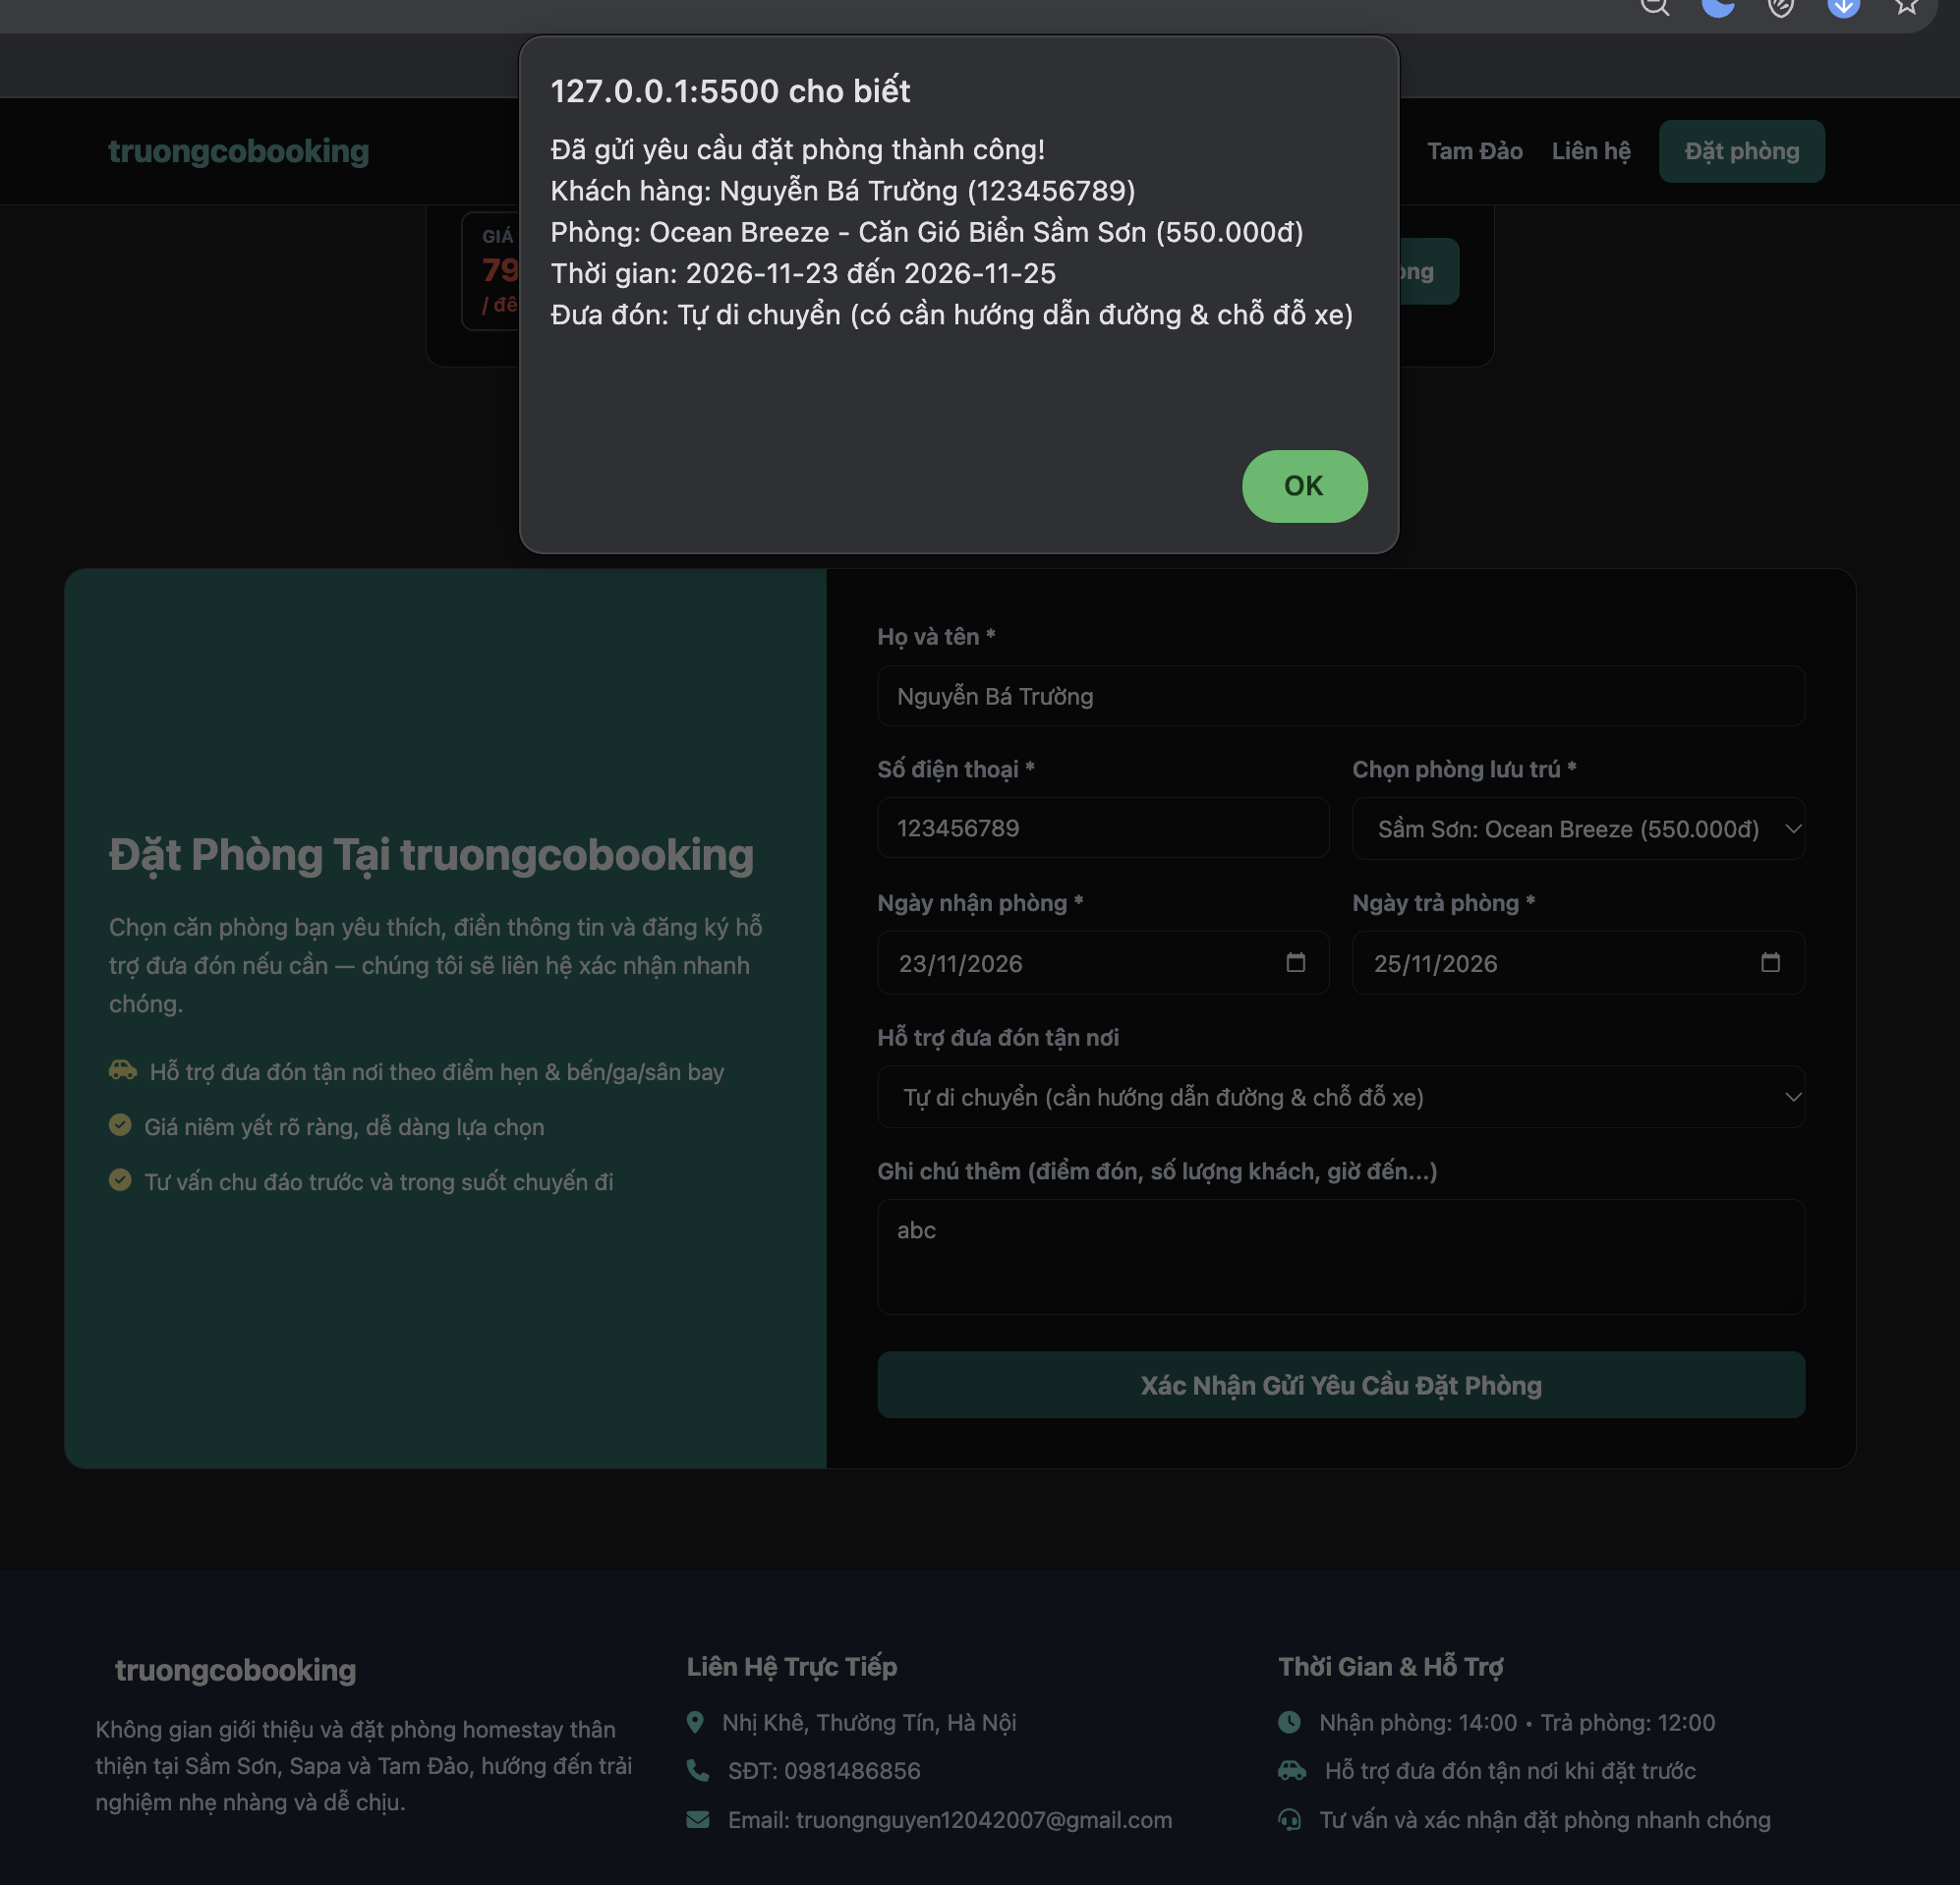 127.0.0.1:5500 cho biết
Đã gửi yêu cầu đặt phòng thành công!
Khách hàng: Nguyễn Bá Trường (123456789)
Phòng: Ocean Breeze - Căn Gió Biển Sầm Sơn (550.000đ)
Thời gian: 2026-11-23 đến 2026-11-25
Đưa đón: Tự di chuyển (có cần hướng dẫn đường & chỗ đỗ xe)
OK
truongcobooking
Tam Đảo
Liên hệ
Đặt phòng
GIÁ
79
Đặt Phòng Tại truongcobooking
Chọn căn phòng bạn yêu thích, điền thông tin và đăng ký hỗ
trợ đưa đón nếu cần — chúng tôi sẽ liên hệ xác nhận nhanh
chóng.
Hỗ trợ đưa đón tận nơi theo điểm hẹn & bến/ga/sân bay
Giá niêm yết rõ ràng, dễ dàng lựa chọn
Tư vấn chu đáo trước và trong suốt chuyến đi
Họ và tên *
Nguyễn Bá Trường
Số điện thoại *
123456789
Chọn phòng lưu trú *
Sầm Sơn: Ocean Breeze (550.000đ)
Ngày nhận phòng *
23/11/2026
Ngày trả phòng *
25/11/2026
Hỗ trợ đưa đón tận nơi
Tự di chuyển (cần hướng dẫn đường & chỗ đỗ xe)
Ghi chú thêm (điểm đón, số lượng khách, giờ đến...)
abc
Xác Nhận Gửi Yêu Cầu Đặt Phòng
truongcobooking
Không gian giới thiệu và đặt phòng homestay thân
thiện tại Sầm Sơn, Sapa và Tam Đảo, hướng đến trải
nghiệm nhẹ nhàng và dễ chịu.
Liên Hệ Trực Tiếp
Nhị Khê, Thường Tín, Hà Nội
SĐT: 0981486856
Email: truongnguyen12042007@gmail.com
Thời Gian & Hỗ Trợ
Nhận phòng: 14:00 • Trả phòng: 12:00
Hỗ trợ đưa đón tận nơi khi đặt trước
Tư vấn và xác nhận đặt phòng nhanh chóng